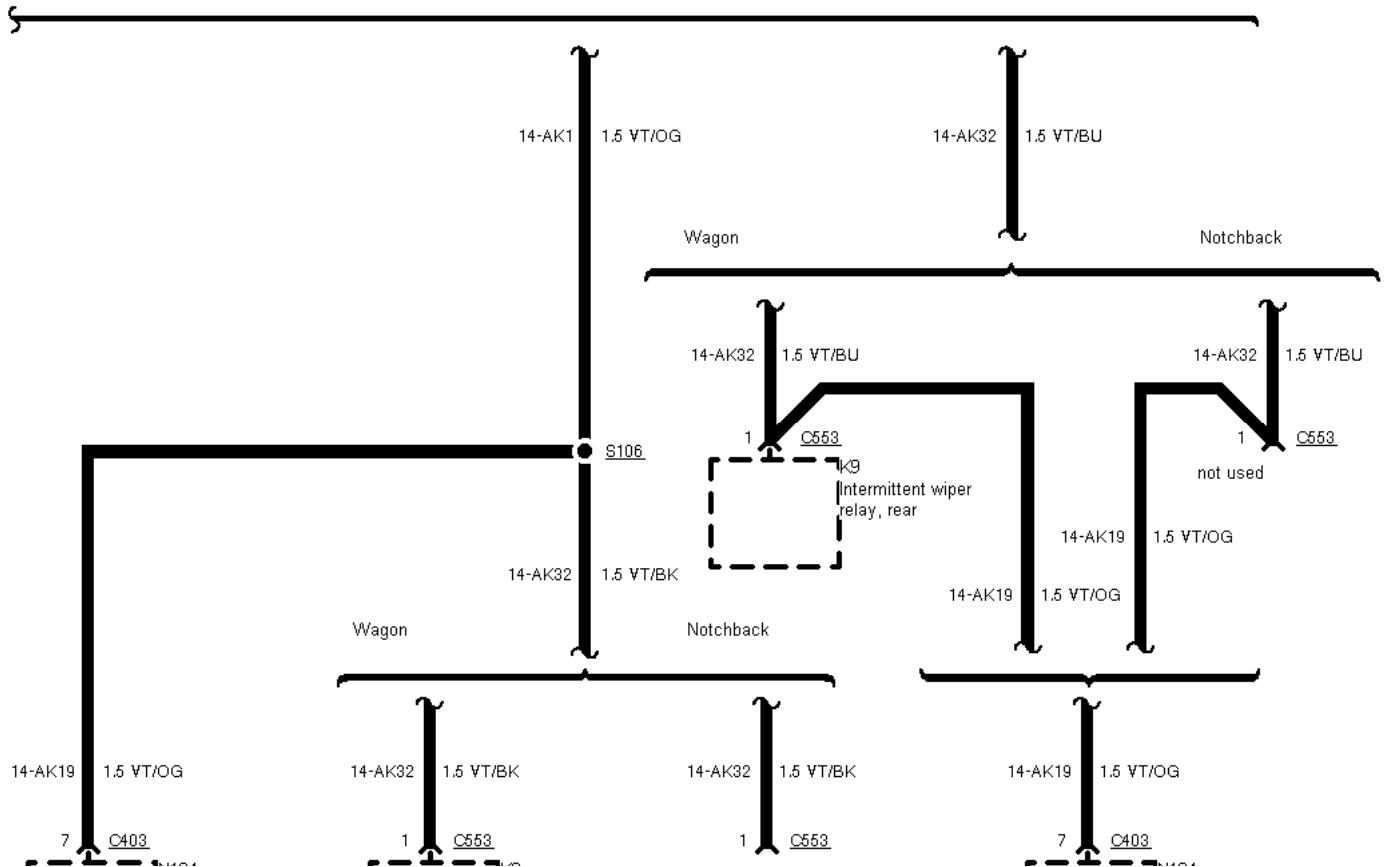 14-AK1 1.5 VT/OG
14-AK32 1.5 VT/BU
Wagon
Notchback
14-AK32 1.5 VT/BU
14-AK32 1.5 VT/BU
1 C553
K9
Intermittent wiper
relay, rear
1 C553
not used
S106
14-AK19 1.5 VT/OG
14-AK32 1.5 VT/BK
14-AK19 1.5 VT/OG
Wagon
Notchback
14-AK19 1.5 VT/OG
14-AK32 1.5 VT/BK
14-AK32 1.5 VT/BK
14-AK19 1.5 VT/OG
7 C403
1 C553
1 C553
7 C403